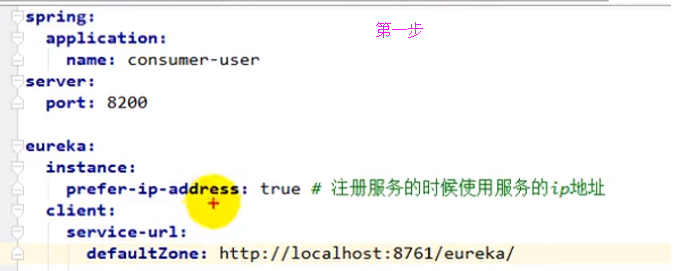 spring:
第一步
application:
name: consumer-user
server:
port: 8200
eureka:
instance:
prefer-ip-address: true # 注册服务的时候使用服务的ip地址
client:
service-url:
defaultZone: http://localhost:8761/eureka/